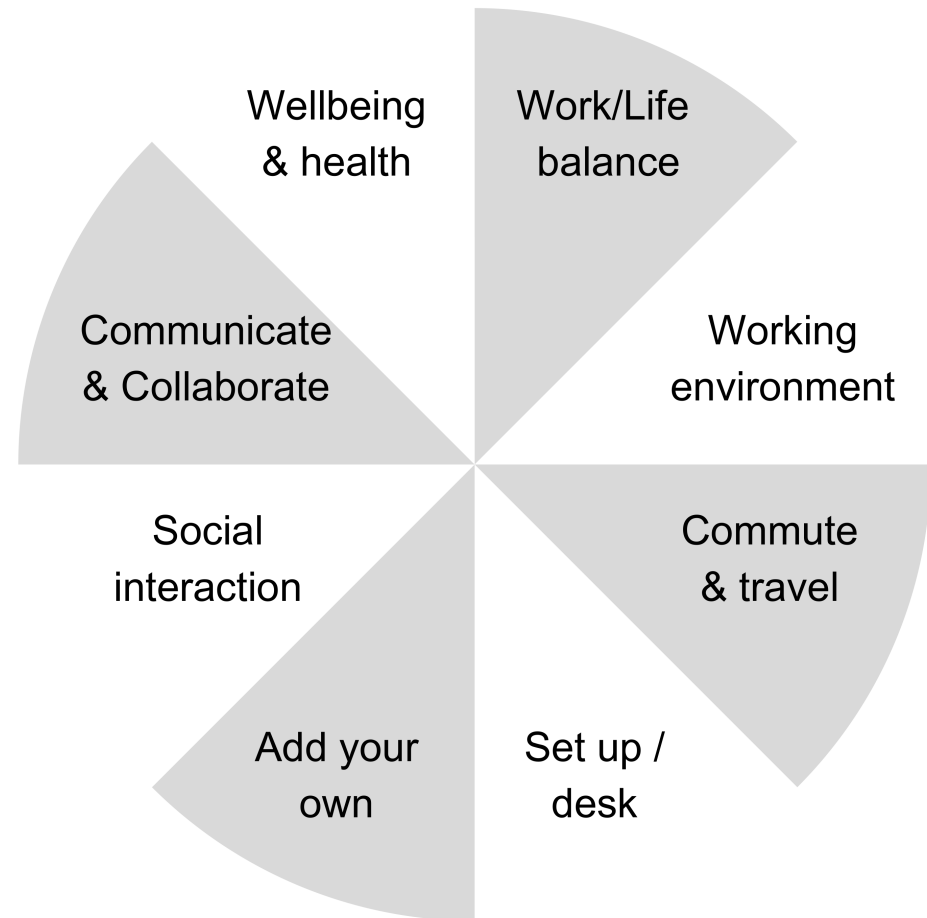 Wellbeing
& health
Work/Life
balance
Communicate
& Collaborate
Working
environment
Social
interaction
Commute
& travel
Add your
own
Set up /
desk